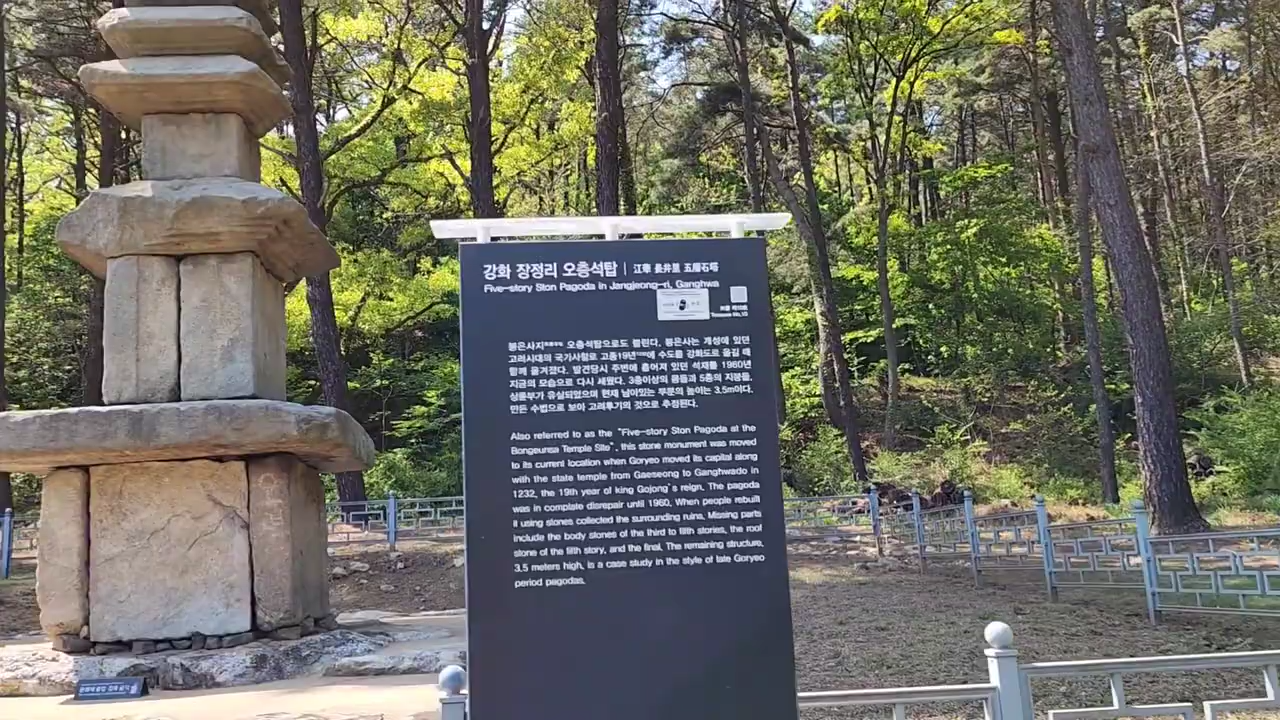 강화 장정리 오층석탑 | 江華 長井里 五層石塔
Five-story Ston Pagoda in Jangjeong-ri, Ganghwa
보물 제10호
Treasure No.10
봉은사지 오층석탑으로도 불린다. 봉은사는 개성에 있던
고려시대의 국가사찰로 고종19년에 수도를 강화도로 옮길 때
함께 옮겨졌다. 발견당시 주변에 흩어져 있던 석재를 1960년
지금의 모습으로 다시 세웠다. 3층이상의 몸돌과 5층의 지붕돌,
상륜부가 유실되었으며 현재 남아있는 부분의 높이는 3.5m이다.
만든 수법으로 보아 고려후기의 것으로 추정된다.
Also referred to as the "Five-story Ston Pagoda at the
Bongeunsa Temple Site", this stone monument was moved
to its current location when Goryeo moved its capital along
with the state temple from Gaeseong to Ganghwado in
1232, the 19th year of king Gojong's reign. The pagoda
was in complate disrepair until 1960, When people rebuilt
it using stones collected the surrounding ruins. Missing parts
include the body stones of the third to fifth stories, the roof
stone of the fifth story, and the finial. The remaining structure,
3.5 meters high, is a case study in the style of late Goryeo
period pagodas.